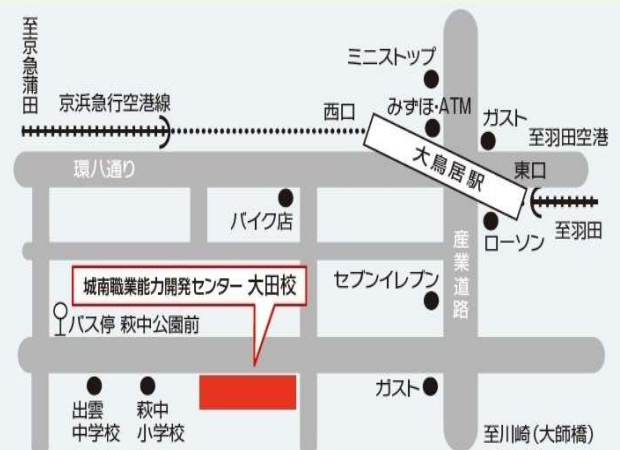 至京急蒲田
京浜急行空港線
西口
ミニストップ
みずほ・ATM
ガスト
至羽田空港
大鳥居駅
東口
環八通り
バイク店
ローソン
至羽田
産業道路
城南職業能力開発センター 大田校
セブンイレブン
バス停 萩中公園前
出雲
中学校
萩中
小学校
ガスト
至川崎(大師橋)